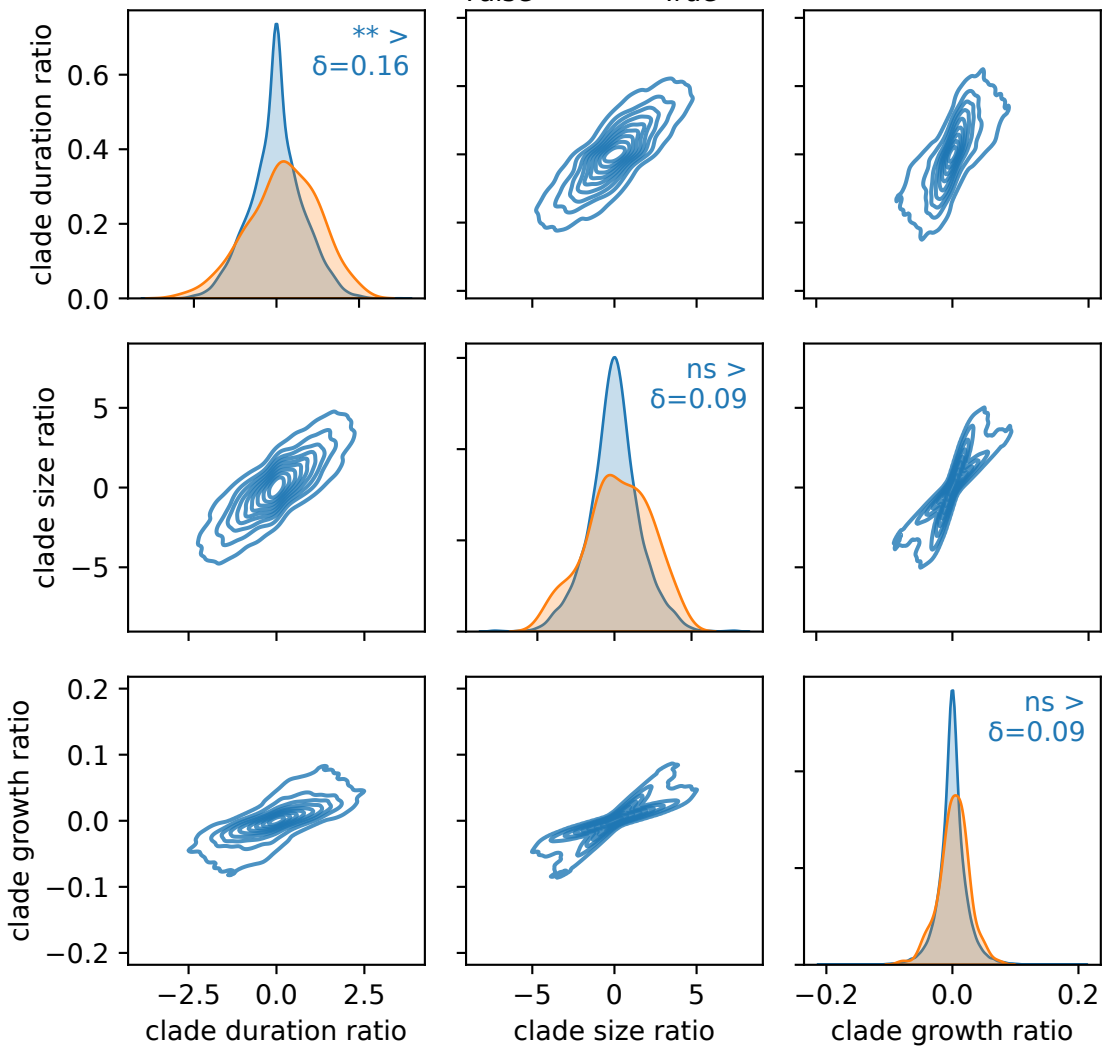 clade duration ratio
0.6
0.4
0.2
0.0
** >
δ=0.16
clade size ratio
5
0
−5
ns >
δ=0.09
clade growth ratio
0.2
0.1
0.0
−0.1
−0.2
ns >
δ=0.09
−2.5 0.0 2.5
−5 0 5
−0.2 0.0 0.2
clade duration ratio
clade size ratio
clade growth ratio